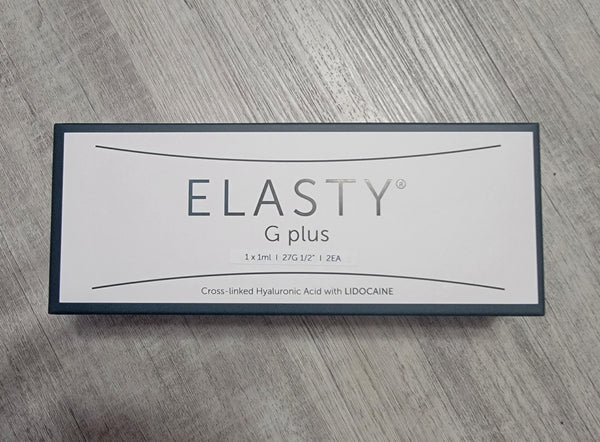 ELASTY®
G plus
1 x 1ml | 27G 1/2" | 2EA
Cross-linked Hyaluronic Acid with LIDOCAINE